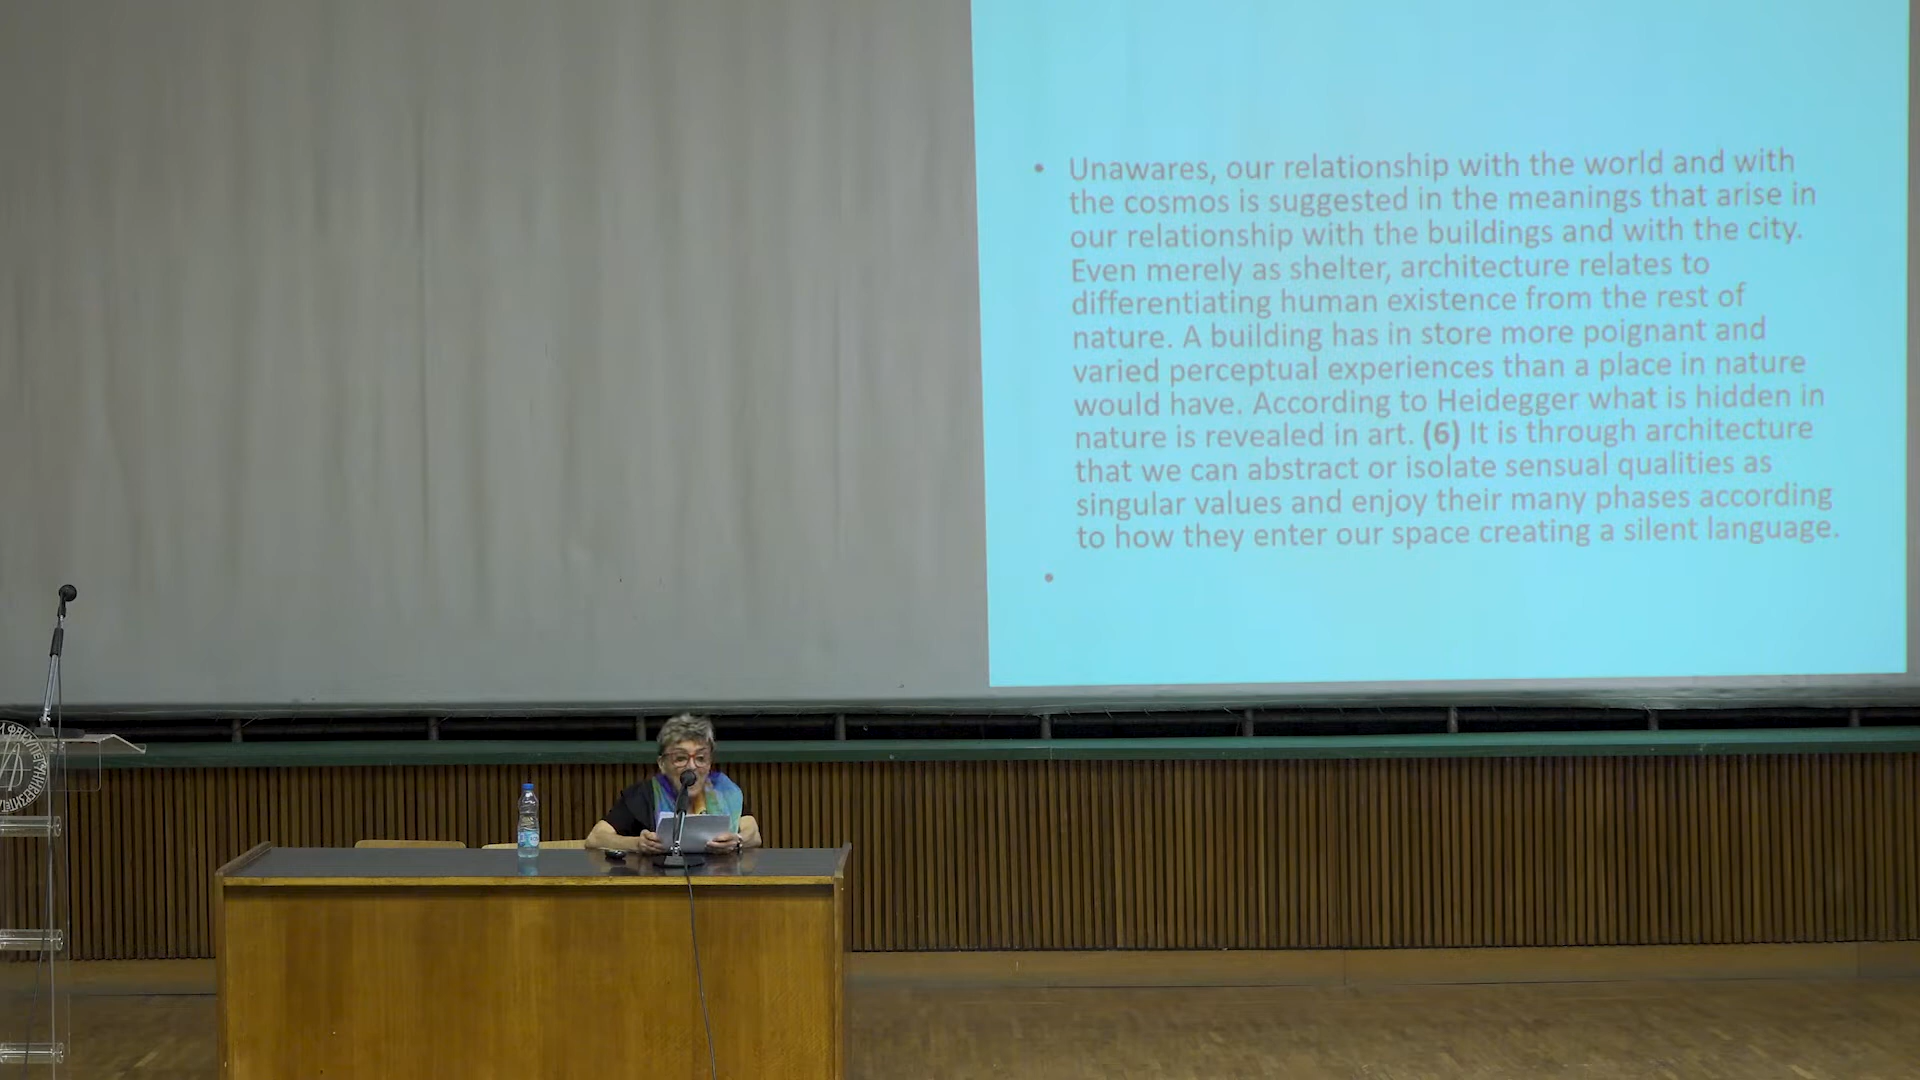 • Unawares, our relationship with the world and with
the cosmos is suggested in the meanings that arise in
our relationship with the buildings and with the city.
Even merely as shelter, architecture relates to
differentiating human existence from the rest of
nature. A building has in store more poignant and
varied perceptual experiences than a place in nature
would have. According to Heidegger what is hidden in
nature is revealed in art. (6) It is through architecture
that we can abstract or isolate sensual qualities as
singular values and enjoy their many phases according
to how they enter our space creating a silent language.
•